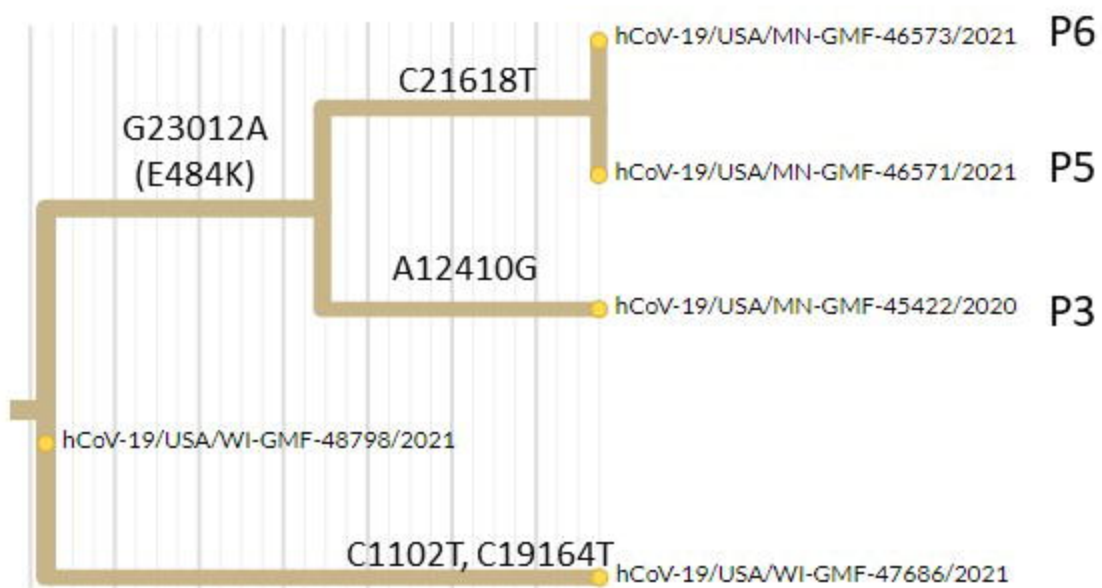 hCoV-19/USA/MN-GMF-46573/2021 P6
C21618T
G23012A
(E484K)
hCoV-19/USA/MN-GMF-46571/2021 P5
A12410G
hCoV-19/USA/MN-GMF-45422/2020 P3
hCoV-19/USA/WI-GMF-48798/2021
C1102T, C19164T
hCoV-19/USA/WI-GMF-47686/2021